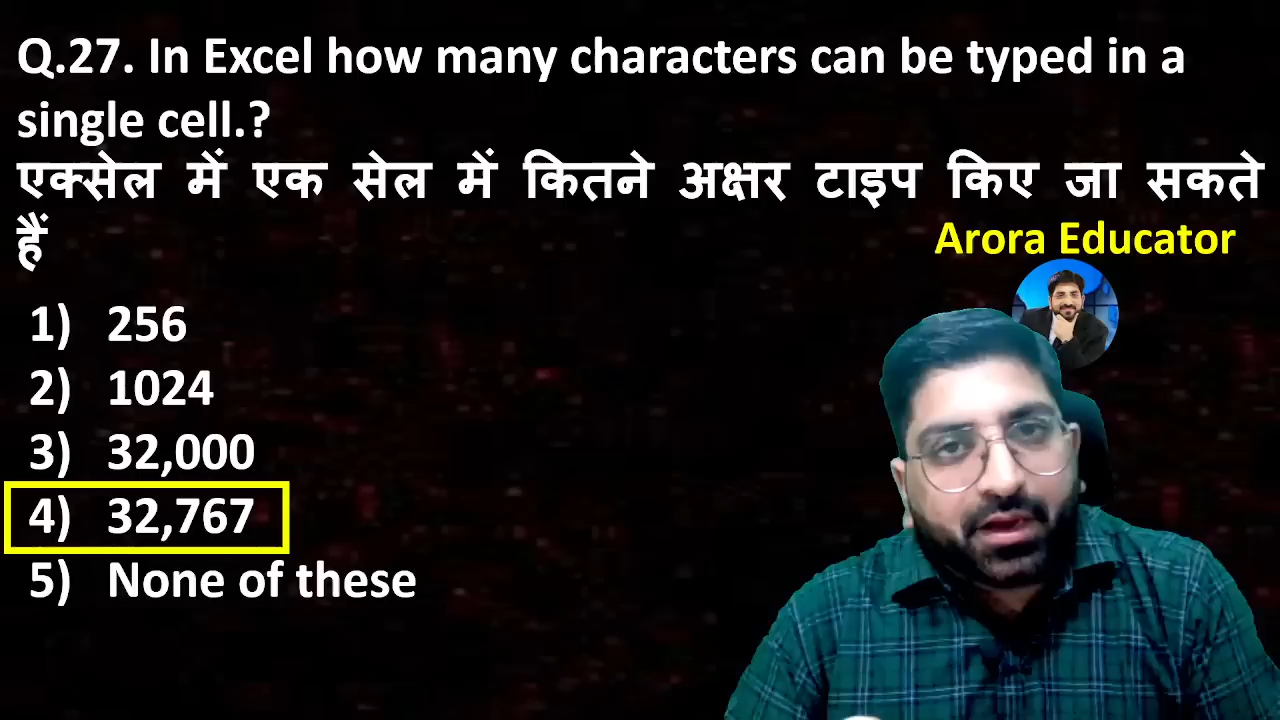 Q.27. In Excel how many characters can be typed in a
single cell.?
एक्सेल में एक सेल में कितने अक्षर टाइप किए जा सकते
हैं
Arora Educator
1) 256
2) 1024
3) 32,000
4) 32,767
5) None of these